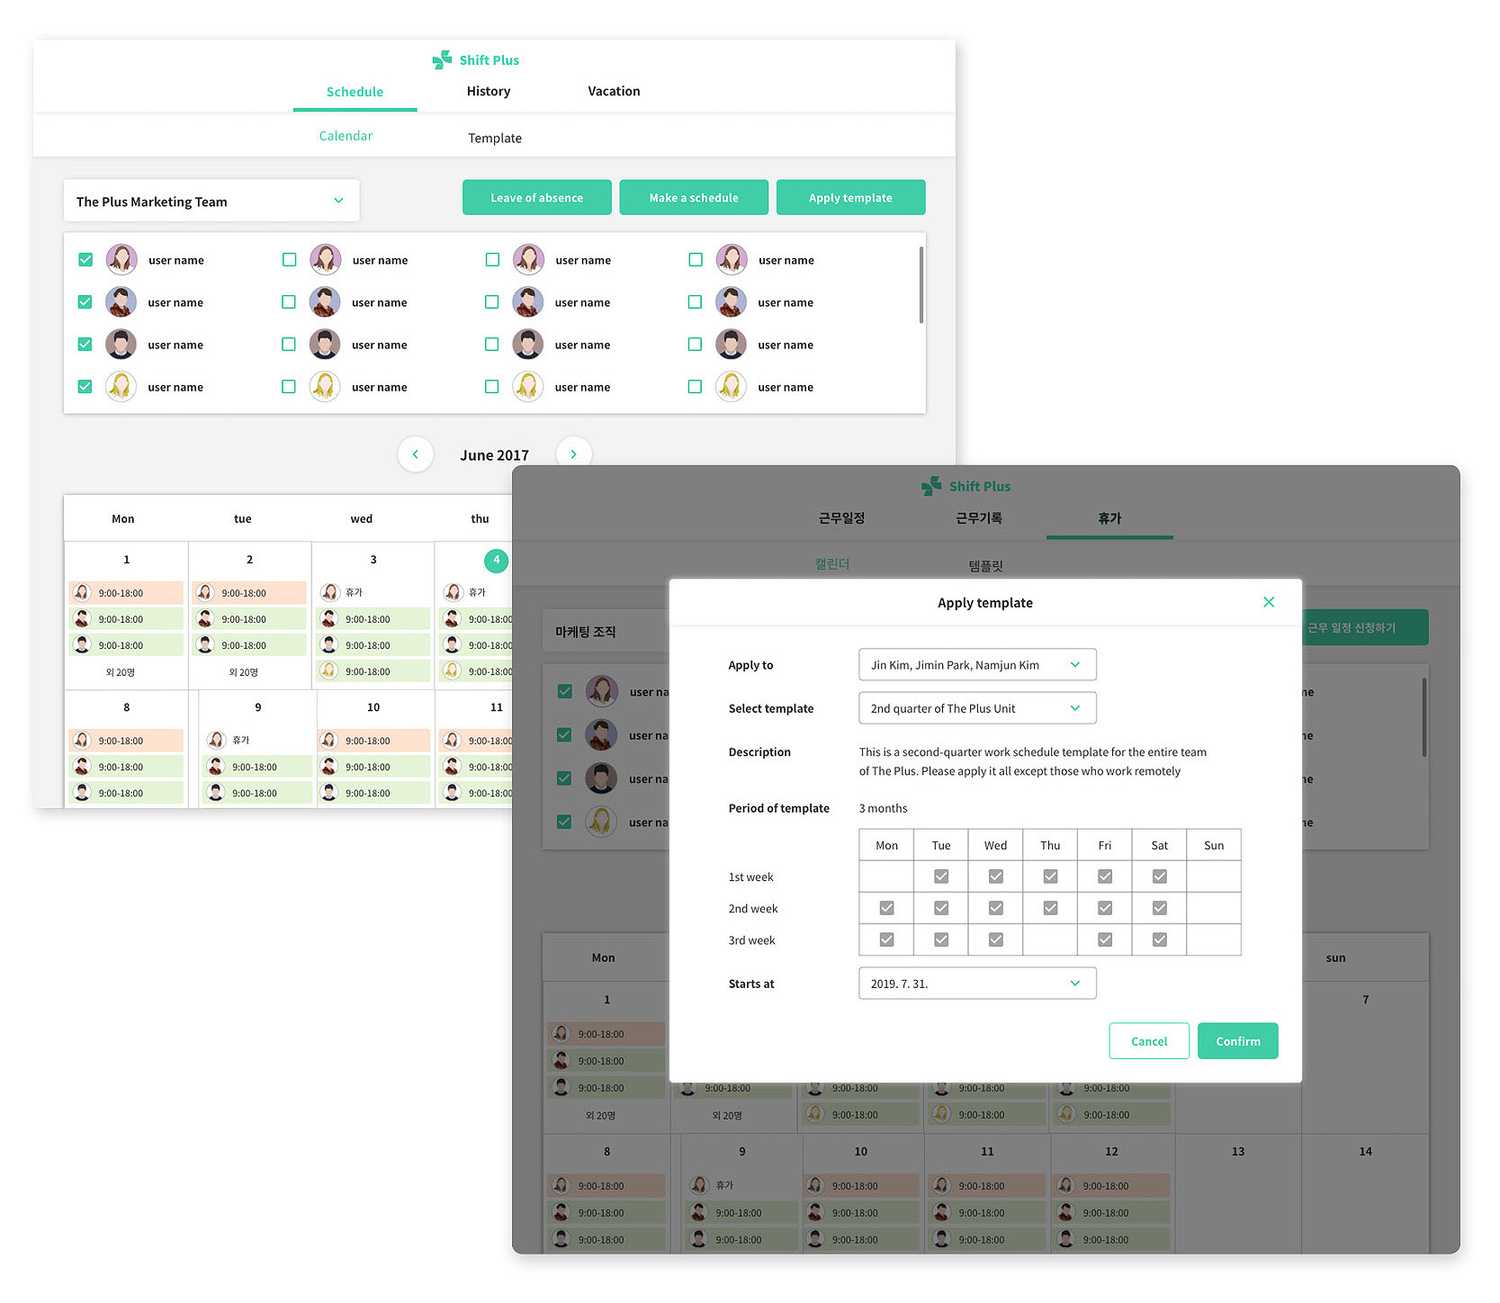 Shift Plus
Schedule History Vacation
Calendar Template
The Plus Marketing Team
Leave of absence Make a schedule Apply template
user name user name user name user name
user name user name user name user name
user name user name user name user name
user name user name user name user name
June 2017
Mon tue wed thu
1 2 3 4
9:00-18:00 9:00-18:00 휴가 휴가
9:00-18:00 9:00-18:00 9:00-18:00 9:00-18:00
9:00-18:00 9:00-18:00 9:00-18:00 9:00-18:00
외 20명 외 20명 9:00-18:00 9:00-18:00
8 9 10 11
9:00-18:00 휴가 9:00-18:00 9:00-18:00
9:00-18:00 9:00-18:00 9:00-18:00 9:00-18:00
9:00-18:00 9:00-18:00 9:00-18:00 9:00-18:00
Shift Plus
근무일정 근무기록 휴가
캘린더 템플릿
마케팅 조직
근무 일정 신청하기
user na me
user na me
user na me
user na me
Apply template
Apply to Jin Kim, Jimin Park, Namjun Kim
Select template 2nd quarter of The Plus Unit
Description This is a second-quarter work schedule template for the entire team
of The Plus. Please apply it all except those who work remotely
Period of template 3 months
Mon Tue Wed Thu Fri Sat Sun
1st week
2nd week
3rd week
Starts at 2019. 7. 31.
Cancel Confirm
Mon sun
1 7
9:00-18:00
9:00-18:00
9:00-18:00 9:00-18:00 9:00-18:00 9:00-18:00 9:00-18:00
외 20명 외 20명 9:00-18:00 9:00-18:00 9:00-18:00
8 9 10 11 12 13 14
9:00-18:00 휴가 9:00-18:00 9:00-18:00 9:00-18:00
9:00-18:00 9:00-18:00 9:00-18:00 9:00-18:00 9:00-18:00
9:00-18:00 9:00-18:00 9:00-18:00 9:00-18:00 9:00-18:00